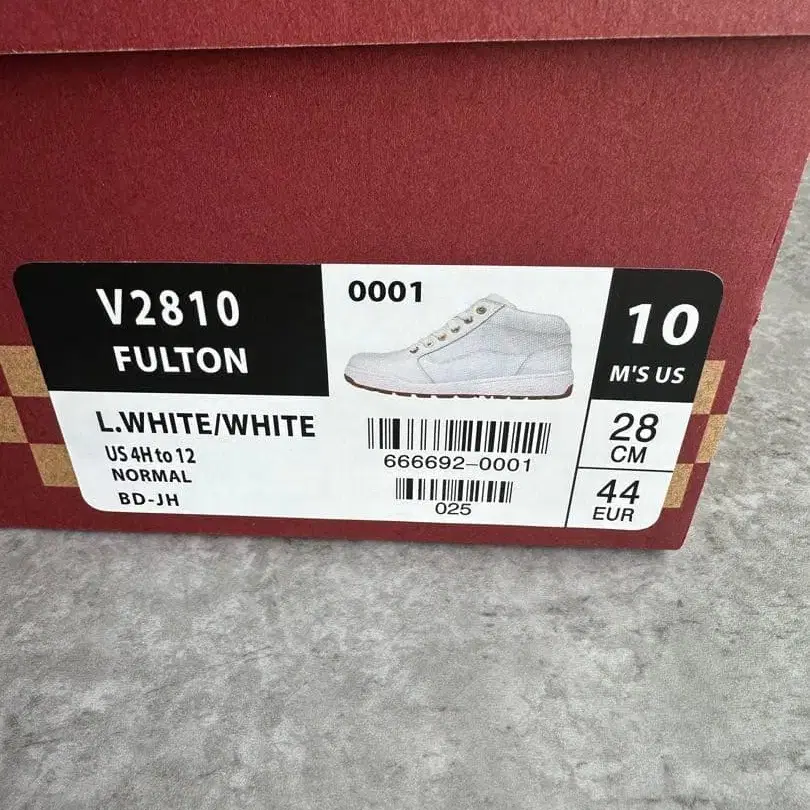 V2810
FULTON
L.WHITE/WHITE
US 4H to 12
NORMAL
BD-JH
0001
666692-0001
025
10
M'S US
28
CM
44
EUR